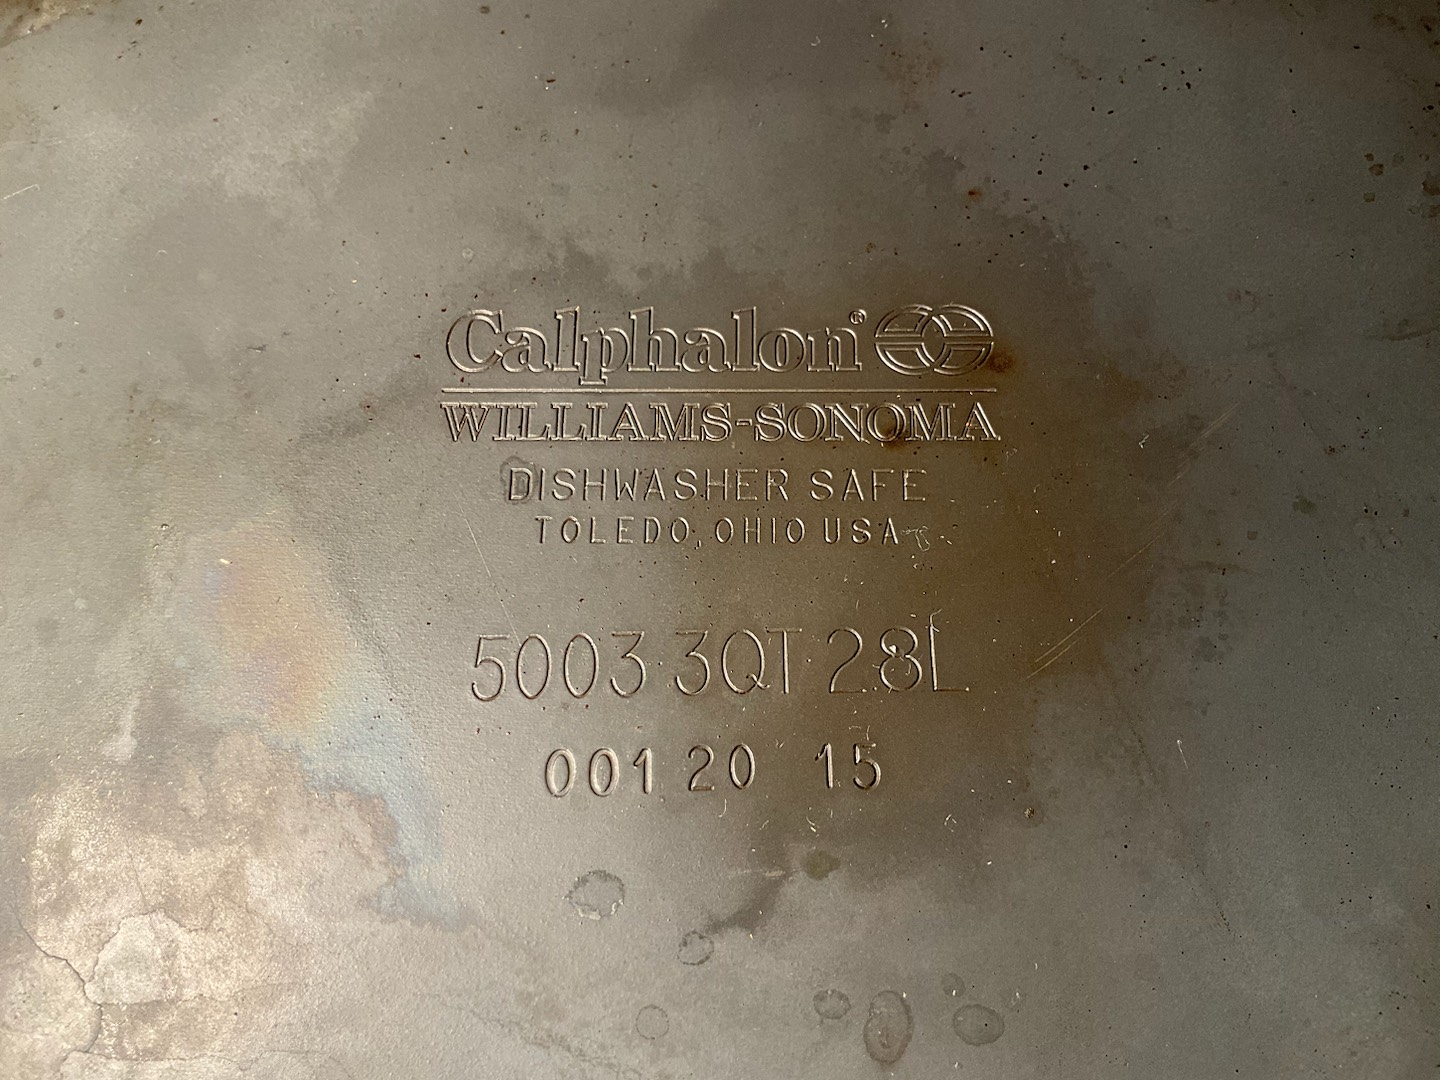 Calphalon®
WILLIAMS-SONOMA
DISHWASHER SAFE
TOLEDO, OHIO USA
5003 3QT 2.8L
001 20 15